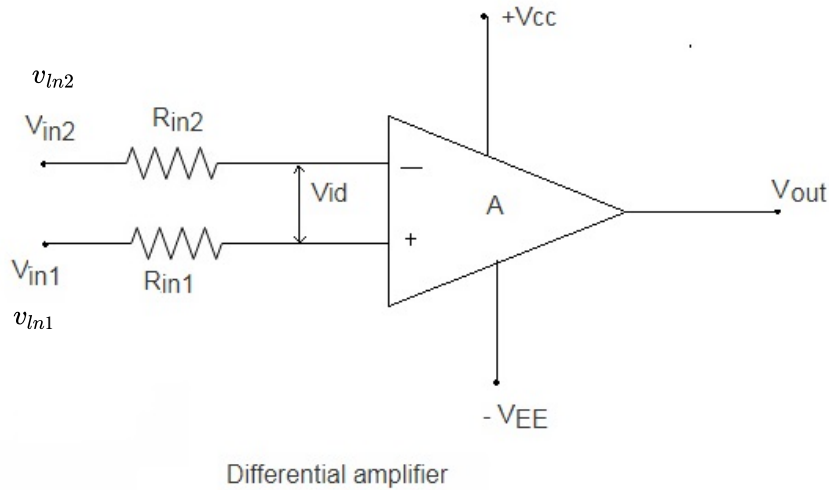 +Vcc
v_{ln2}
Vin2
Rin2
—
Vid
A
Vout
+
Vin1
Rin1
v_{ln1}
- VEE
Differential amplifier